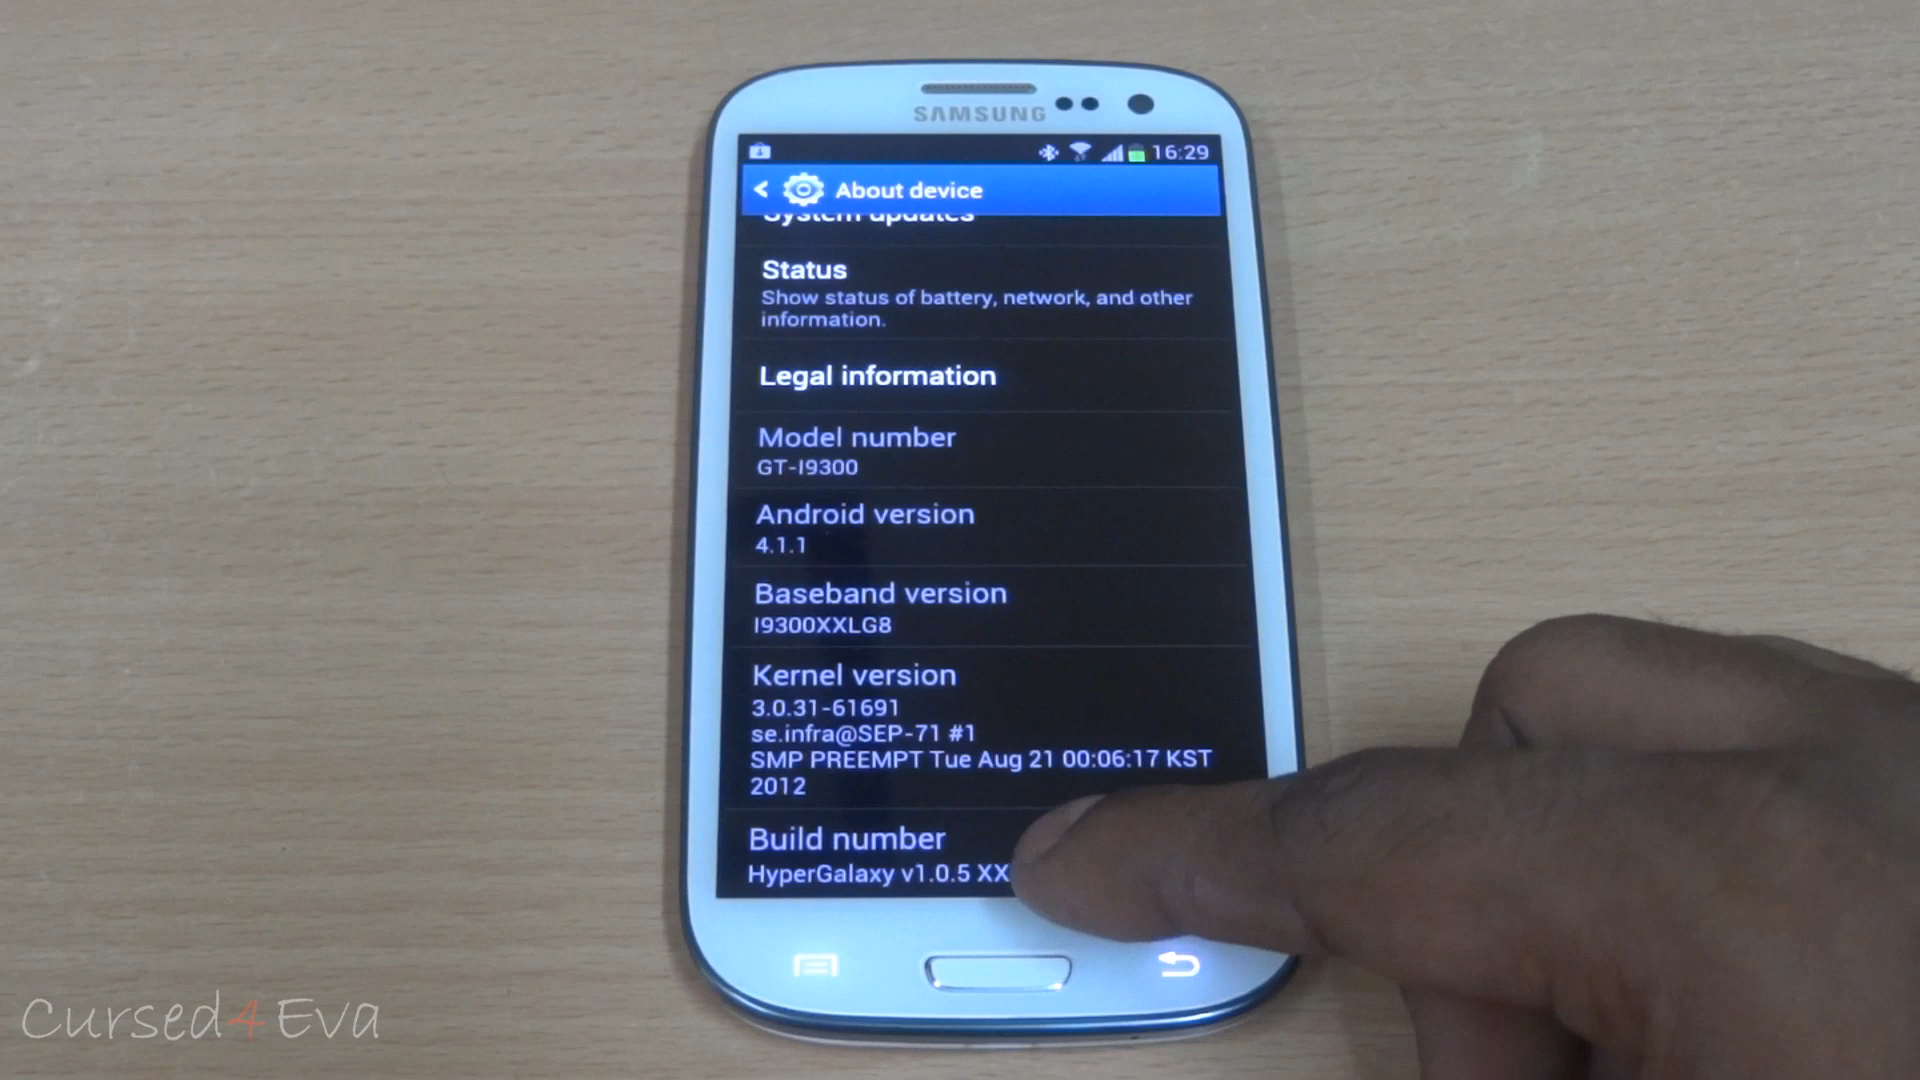 SAMSUNG
16:29
About device
System updates
Status
Show status of battery, network, and other
information.
Legal information
Model number
GT-I9300
Android version
4.1.1
Baseband version
I9300XXLG8
Kernel version
3.0.31-61691
se.infra@SEP-71 #1
SMP PREEMPT Tue Aug 21 00:06:17 KST
2012
Build number
HyperGalaxy v1.0.5 XX
Cursed4Eva